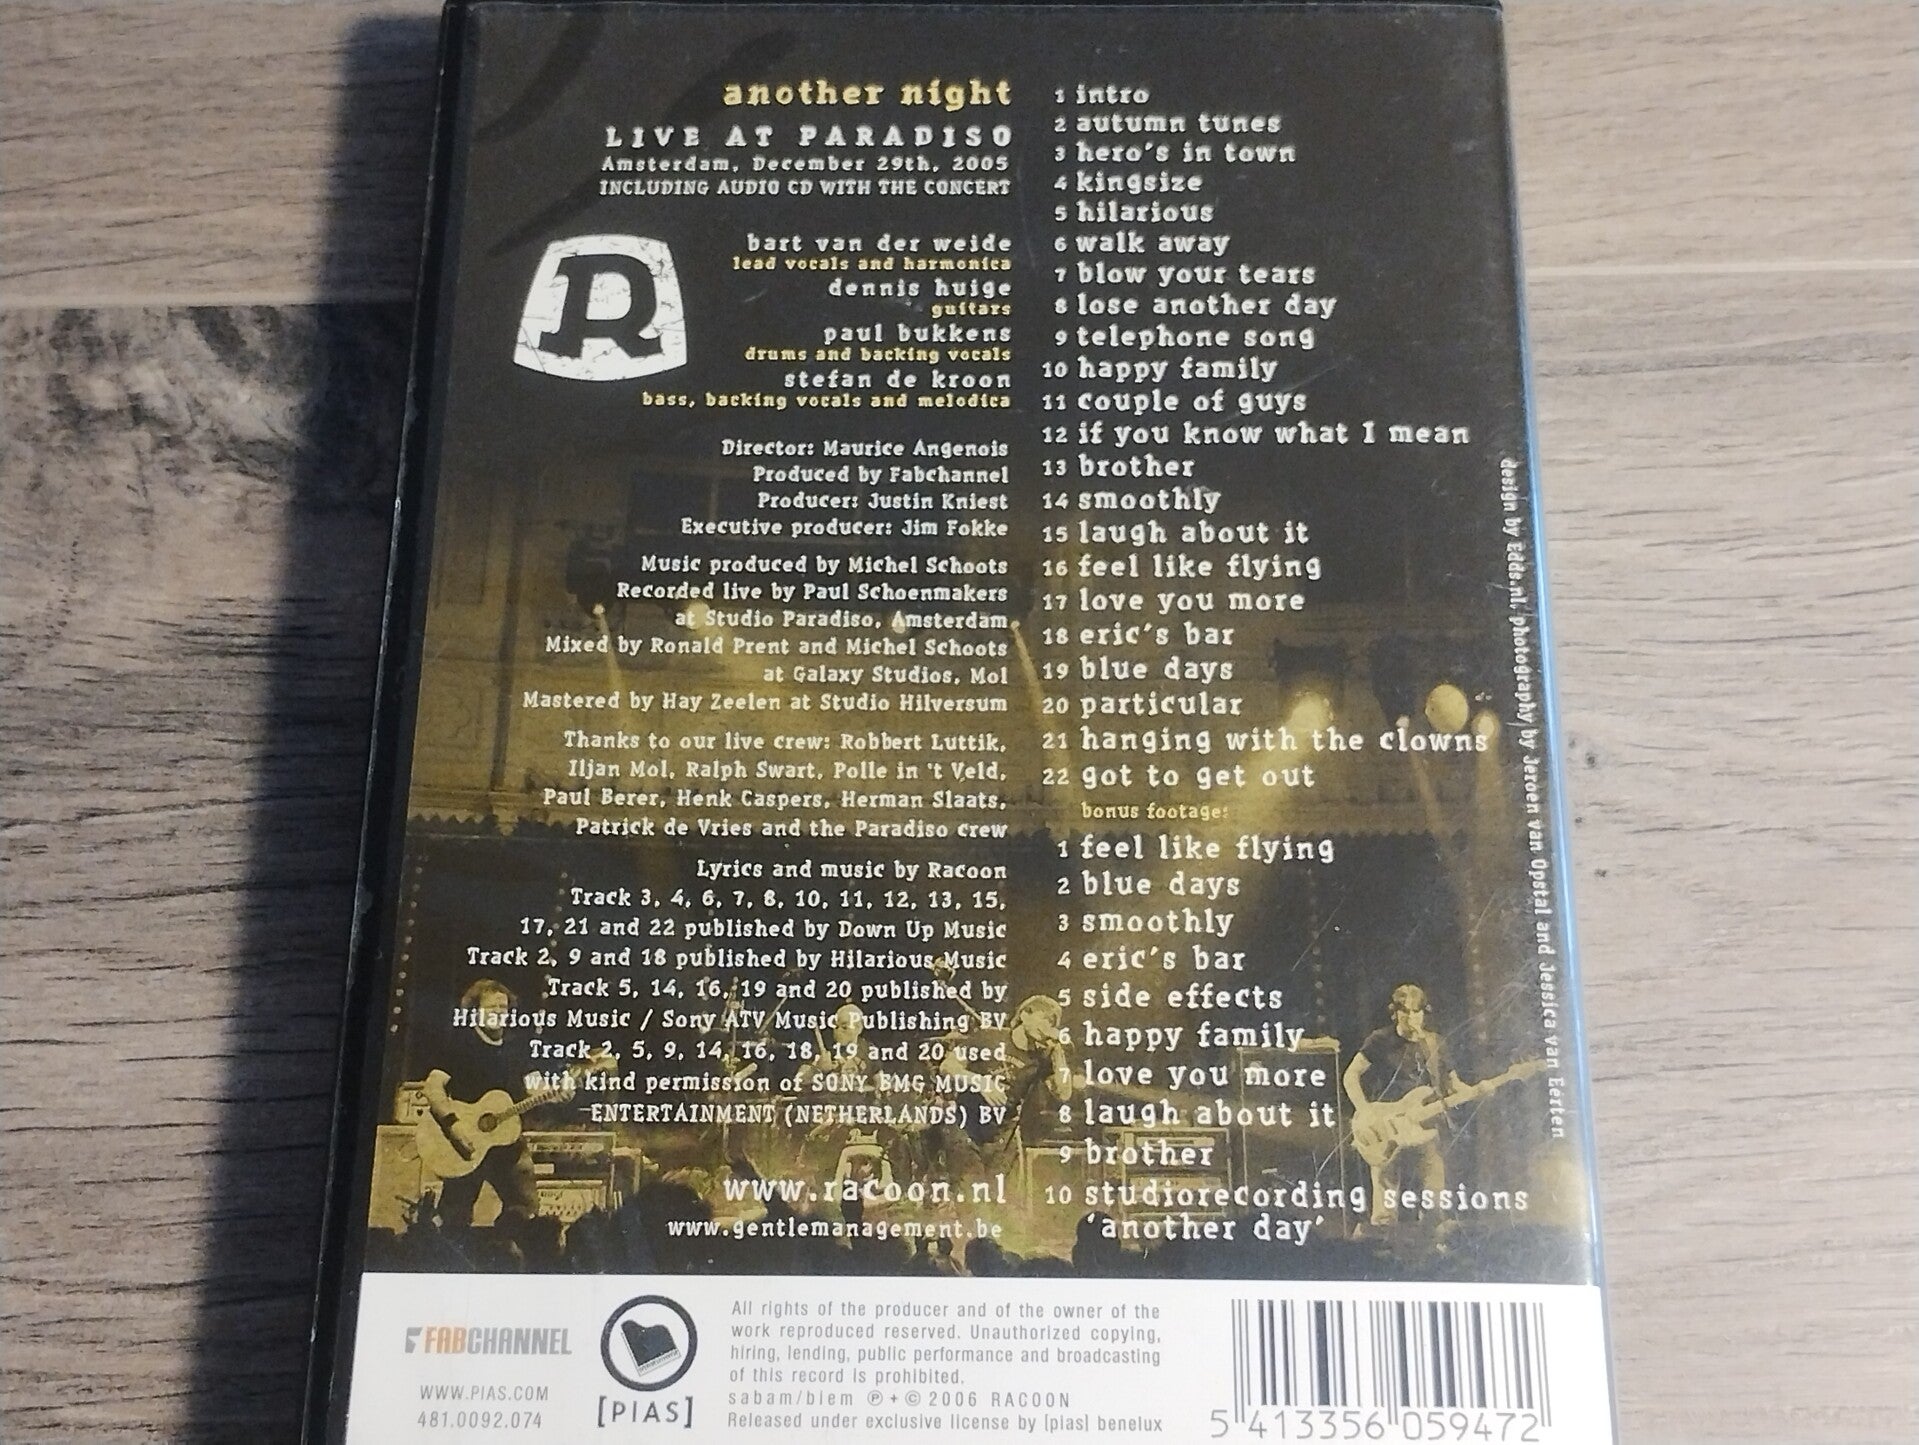 another night
LIVE AT PARADISO
Amsterdam, December 29th, 2005
INCLUDING AUDIO CD WITH THE CONCERT
R
bart van der weide
lead vocals and harmonica
dennis huige
guitars
paul bukkens
drums and backing vocals
stefan de kroon
bass, backing vocals and melodica
Director: Maurice Angenois
Produced by Fabchannel
Producer: Justin Kniest
Executive producer: Jim Fokke
Music produced by Michel Schoots
Recorded live by Paul Schoenmakers
at Studio Paradiso, Amsterdam.
Mixed by Ronald Prent and Michel Schoots
at Galaxy Studios, Mol
Mastered by Hay Zeelen at Studio Hilversum
Thanks to our live crew: Robbert Luttik,
Iljan Mol, Ralph Swart, Polle in 't Veld,
Paul Berer, Henk Caspers, Herman Slaats,
Patrick de Vries and the Paradiso crew
Lyrics and music by Racoon
Track 3, 4, 6, 7, 8, 10, 11, 12, 13, 15,
17, 21 and 22 published by Down Up Music
Track 2, 9 and 18 published by Hilarious Music
Track 5, 14, 16, 19 and 20 published by
Hilarious Music / Sony ATV Music Publishing BV
Track 2, 5, 9, 14, 16, 18, 19 and 20 used
with kind permission of SONY BMG MUSIC
ENTERTAINMENT (NETHERLANDS) BV
www.racoon.nl
www.gentlemanagement.be
1 intro
2 autumn tunes
3 hero's in town
4 kingsize
5 hilarious
6 walk away
7 blow your tears
8 lose another day
9 telephone song
10 happy family
11 couple of guys
12 if you know what I mean
13 brother
14 smoothly
15 laugh about it
16 feel like flying
17 love you more
18 eric's bar
19 blue days
20 particular
21 hanging with the clowns
22 got to get out
bonus footage:
1 feel like flying
2 blue days
3 smoothly
4 eric's bar
5 side effects
6 happy family
7 love you more
8 laugh about it
9 brother
10 studiorecording sessions
'another day'
design by Edds.nl, photography by Jeroen van Opstal and Jessica van Eerten
FABCHANNEL
WWW.PIAS.COM
481.0092.074
[PIAS]
All rights of the producer and of the owner of the
work reproduced reserved. Unauthorized copying,
hiring, lending, public performance and broadcasting
of this record is prohibited.
sabam/biem ℗ + © 2006 RACOON
Released under exclusive license by [pias] benelux
5 413356 059472